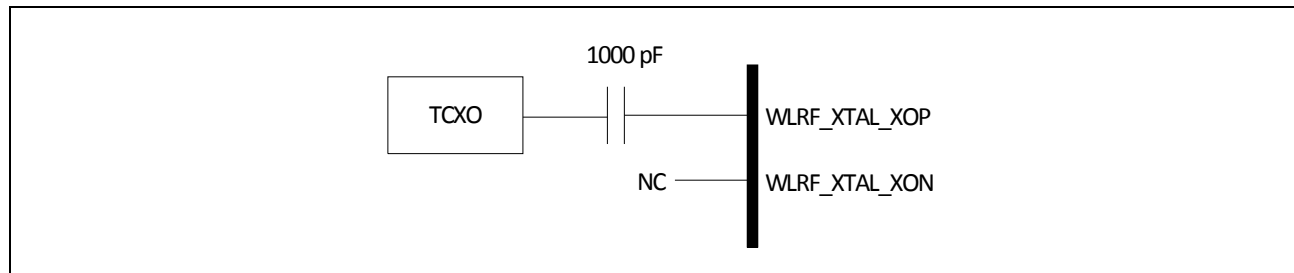 1000 pF
TCXO
WLRF_XTAL_XOP
NC
WLRF_XTAL_XON